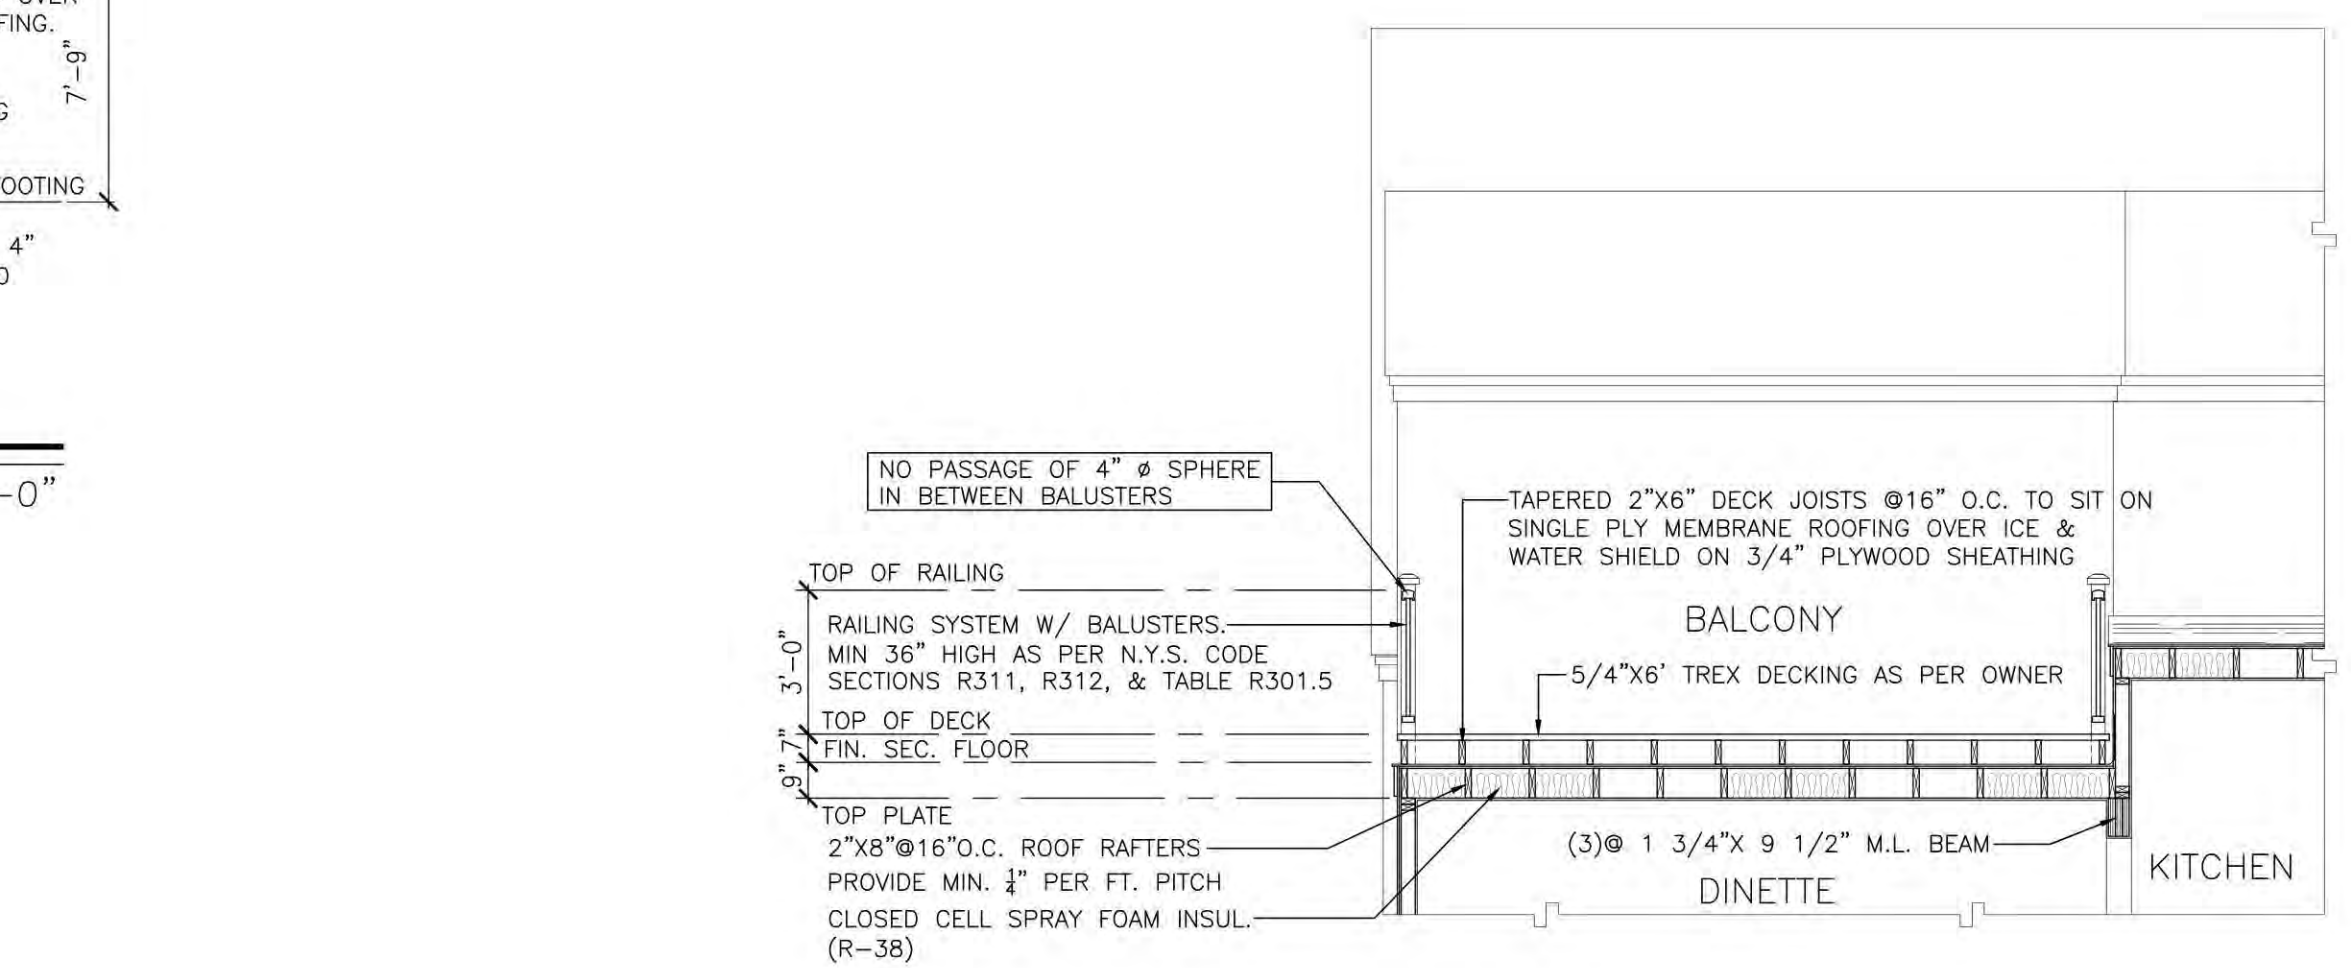 FING.
7'-9"
OOTING
4"
-0"
NO PASSAGE OF 4" ø SPHERE
IN BETWEEN BALUSTERS
TOP OF RAILING
RAILING SYSTEM W/ BALUSTERS.
MIN 36" HIGH AS PER N.Y.S. CODE
SECTIONS R311, R312, & TABLE R301.5
3'-0"
TOP OF DECK
7"
FIN. SEC. FLOOR
9"
TOP PLATE
2"X8"@16"O.C. ROOF RAFTERS
PROVIDE MIN. ¼" PER FT. PITCH
CLOSED CELL SPRAY FOAM INSUL.
(R-38)
TAPERED 2"X6" DECK JOISTS @16" O.C. TO SIT ON
SINGLE PLY MEMBRANE ROOFING OVER ICE &
WATER SHIELD ON 3/4" PLYWOOD SHEATHING
BALCONY
5/4"X6' TREX DECKING AS PER OWNER
(3)@ 1 3/4"X 9 1/2" M.L. BEAM
DINETTE
KITCHEN